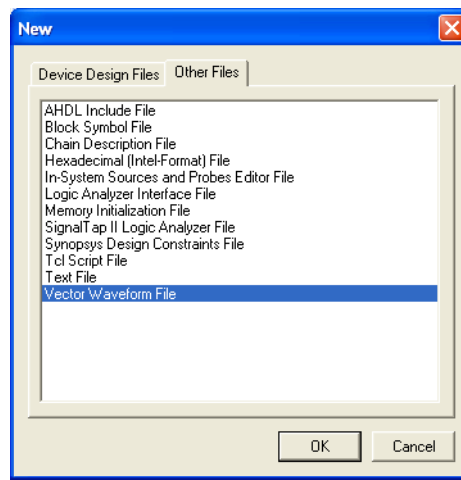 New
Device Design Files Other Files
AHDL Include File
Block Symbol File
Chain Description File
Hexadecimal (Intel-Format) File
In-System Sources and Probes Editor File
Logic Analyzer Interface File
Memory Initialization File
SignalTap II Logic Analyzer File
Synopsys Design Constraints File
Tcl Script File
Text File
Vector Waveform File
OK Cancel